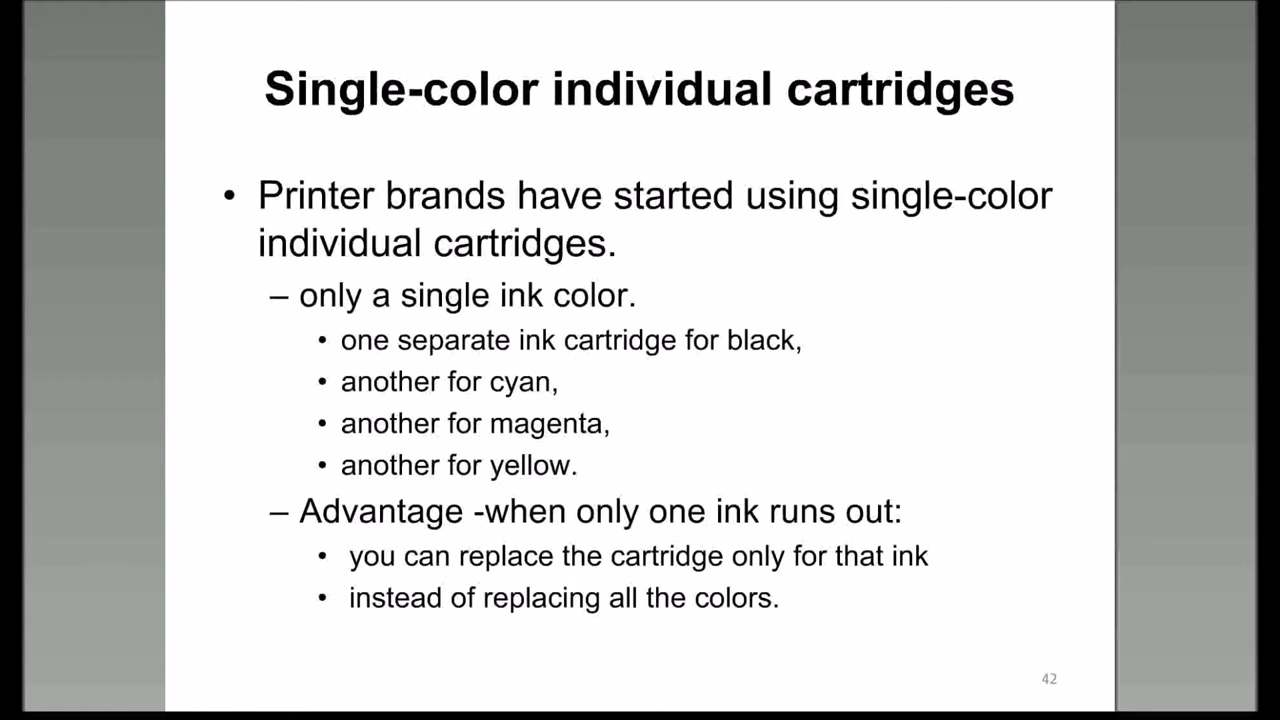 Single-color individual cartridges
• Printer brands have started using single-color
individual cartridges.
– only a single ink color.
• one separate ink cartridge for black,
• another for cyan,
• another for magenta,
• another for yellow.
– Advantage -when only one ink runs out:
• you can replace the cartridge only for that ink
• instead of replacing all the colors.
42